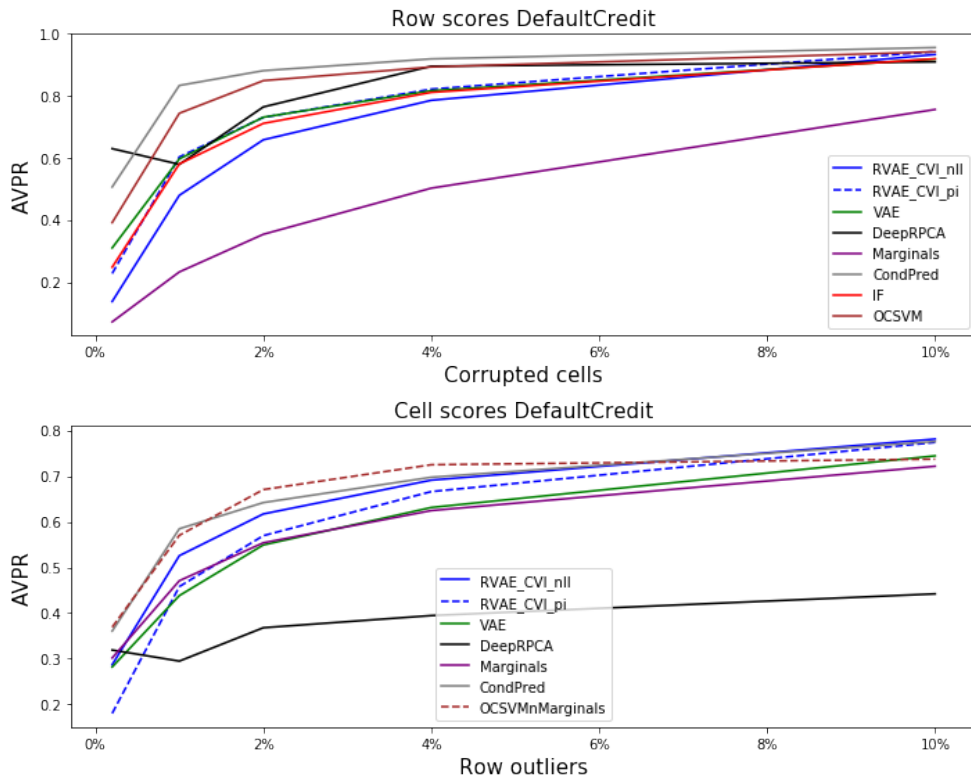 Row scores DefaultCredit
1.0
0.8
0.6
0.4
0.2
AVPR
RVAE_CVI_nll
RVAE_CVI_pi
VAE
DeepRPCA
Marginals
CondPred
IF
OCSVM
0% 2% 4% 6% 8% 10%
Corrupted cells
Cell scores DefaultCredit
0.8
0.7
0.6
0.5
0.4
0.3
0.2
AVPR
RVAE_CVI_nll
RVAE_CVI_pi
VAE
DeepRPCA
Marginals
CondPred
OCSVMnMarginals
0% 2% 4% 6% 8% 10%
Row outliers